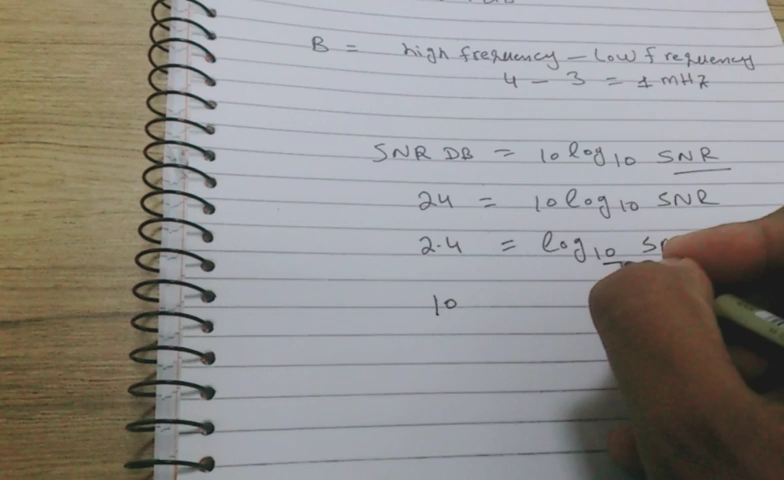 B = high frequency - Low frequency
4 - 3 = 1 mHz
SNR DB = 10 log10 SNR
24 = 10 log10 SNR
2.4 = log10
10